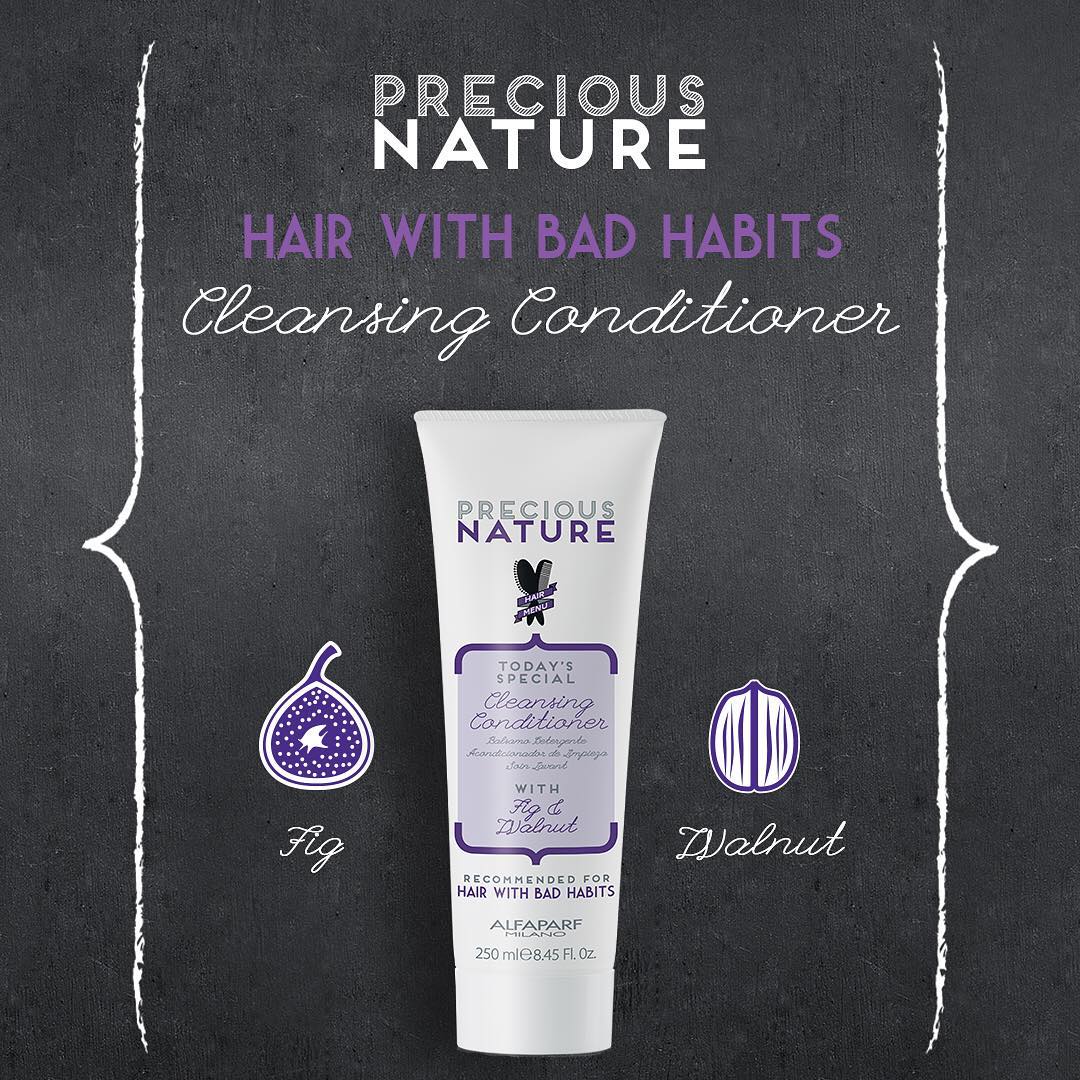 PRECIOUS
NATURE
HAIR WITH BAD HABITS
Cleansing Conditioner
PRECIOUS
NATURE
HAIR
MENU
TODAY'S
SPECIAL
Cleansing
Conditioner
Balsamo Detergente
Acondicionador de Limpieza
Soin Lavant
WITH
Fig &
Walnut
RECOMMENDED FOR
HAIR WITH BAD HABITS
ALFAPARF
MILANO
250 ml℮8.45 Fl. Oz.
Fig
Walnut